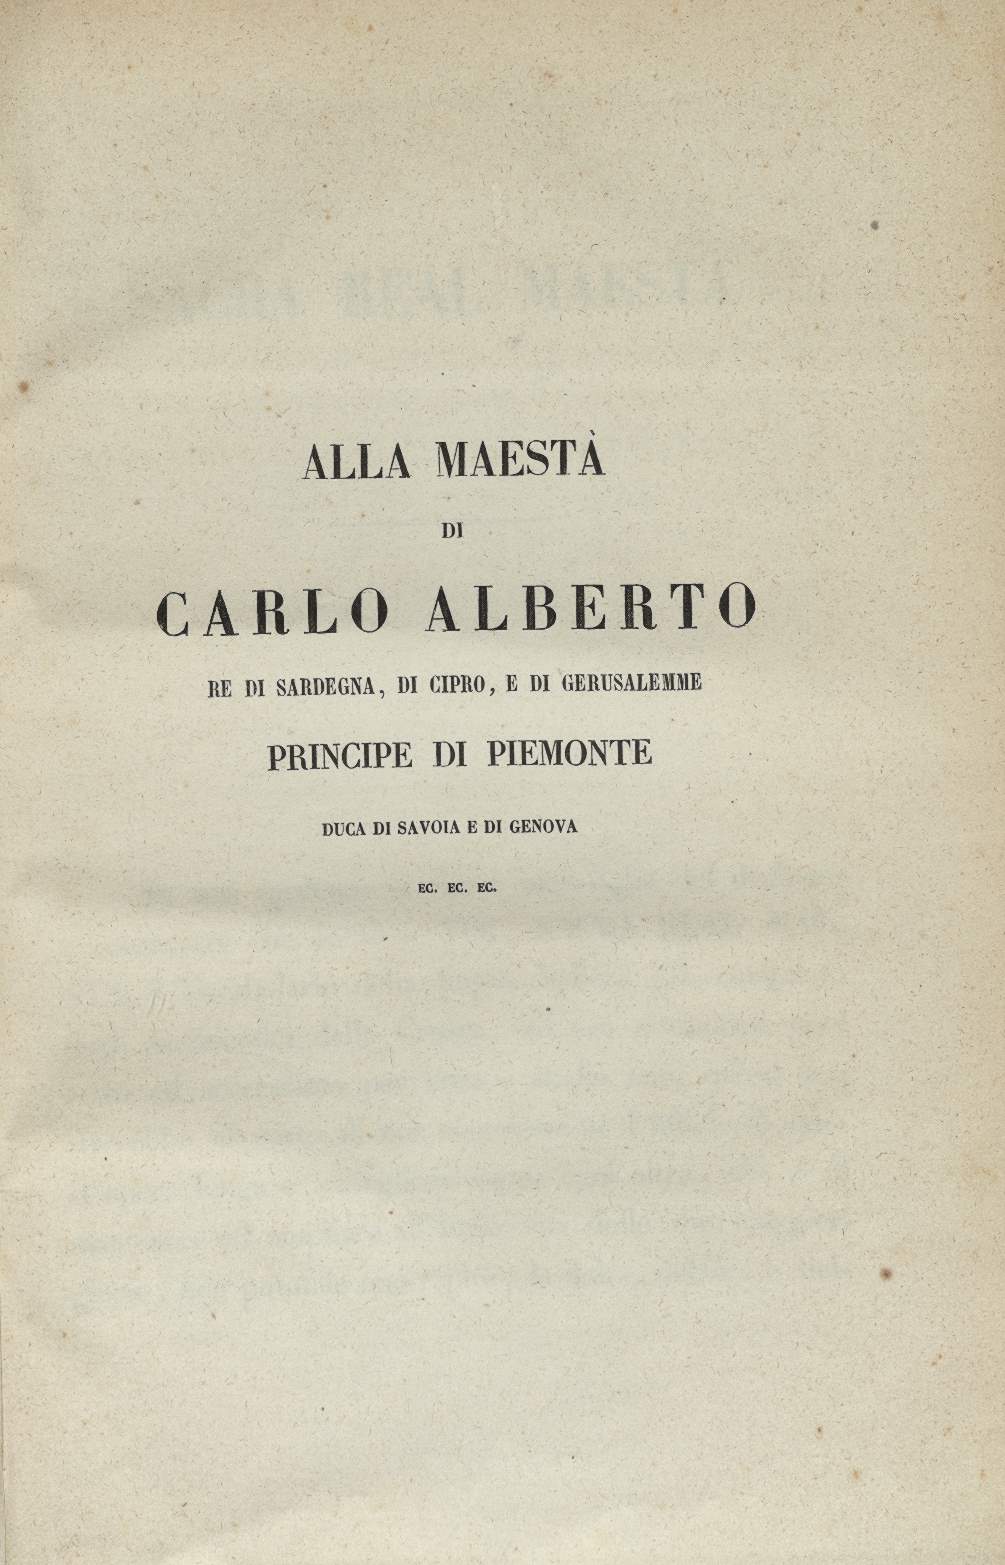 ALLA MAESTÀ
DI
CARLO ALBERTO
RE DI SARDEGNA, DI CIPRO, E DI GERUSALEMME
PRINCIPE DI PIEMONTE
DUCA DI SAVOIA E DI GENOVA
EC. EC. EC.